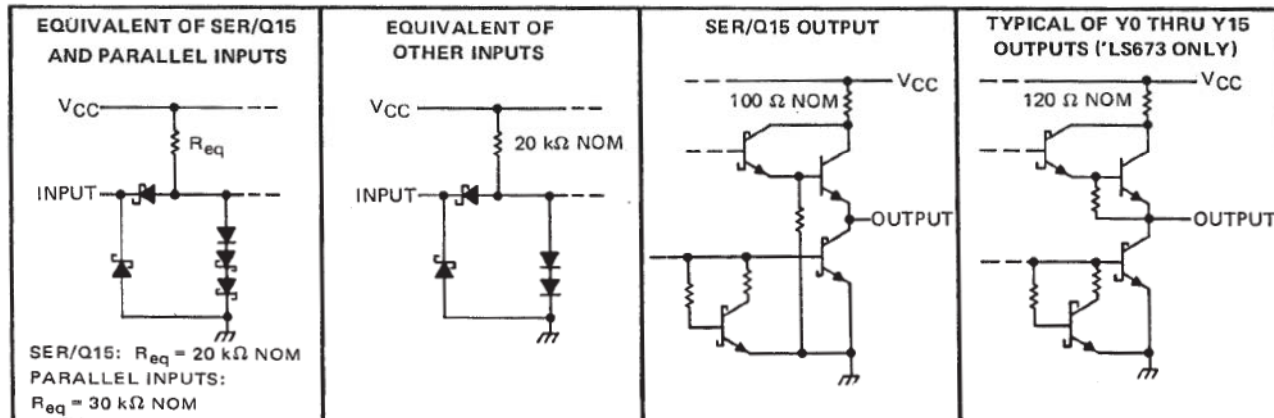 EQUIVALENT OF SER/Q15
AND PARALLEL INPUTS
VCC
Req
INPUT
SER/Q15: Req = 20 kΩ NOM
PARALLEL INPUTS:
Req = 30 kΩ NOM
EQUIVALENT OF
OTHER INPUTS
VCC
20 kΩ NOM
INPUT
SER/Q15 OUTPUT
VCC
100 Ω NOM
OUTPUT
TYPICAL OF Y0 THRU Y15
OUTPUTS ('LS673 ONLY)
VCC
120 Ω NOM
OUTPUT